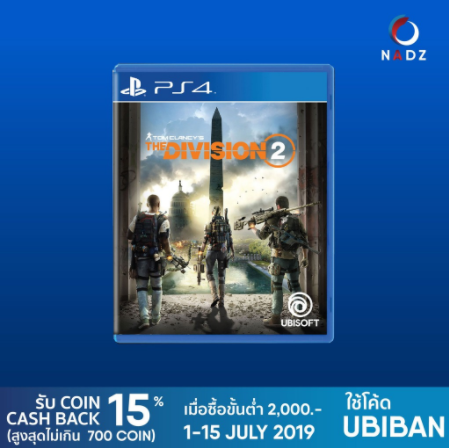 NADZ
PS4
TOM CLANCY'S
THE DIVISION 2
UBISOFT
รับ COIN
CASH BACK 15%
(สูงสุดไม่เกิน 700 COIN)
เมื่อซื้อขั้นต่ำ 2,000.-
1-15 JULY 2019
ใช้โค้ด
UBIBAN